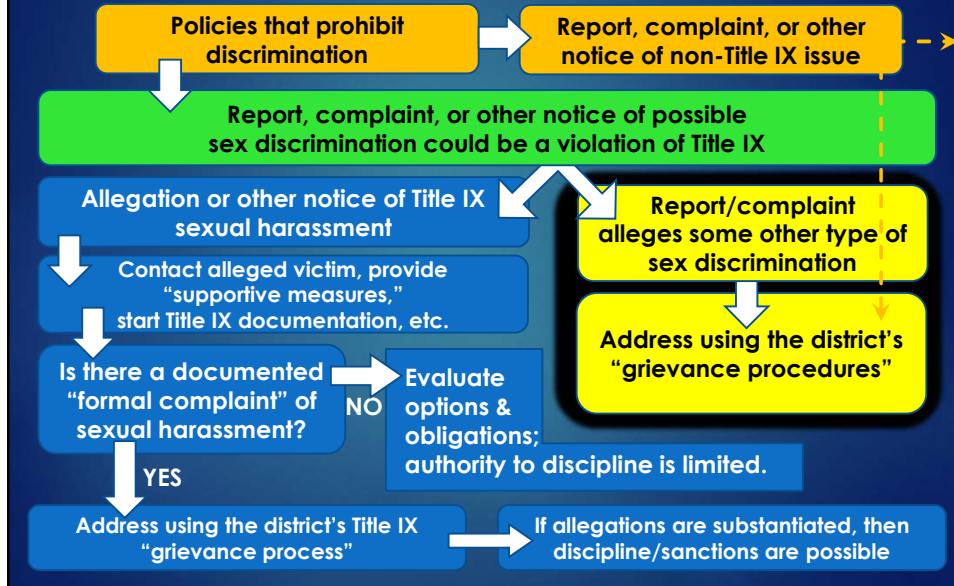 Policies that prohibit
discrimination
Report, complaint, or other
notice of non-Title IX issue
Report, complaint, or other notice of possible
sex discrimination could be a violation of Title IX
Allegation or other notice of Title IX
sexual harassment
Report/complaint
alleges some other type of
sex discrimination
Contact alleged victim, provide
“supportive measures,”
start Title IX documentation, etc.
Address using the district’s
“grievance procedures”
Is there a documented
“formal complaint” of
sexual harassment?
NO
Evaluate
options &
obligations;
authority to discipline is limited.
YES
Address using the district’s Title IX
“grievance process”
If allegations are substantiated, then
discipline/sanctions are possible